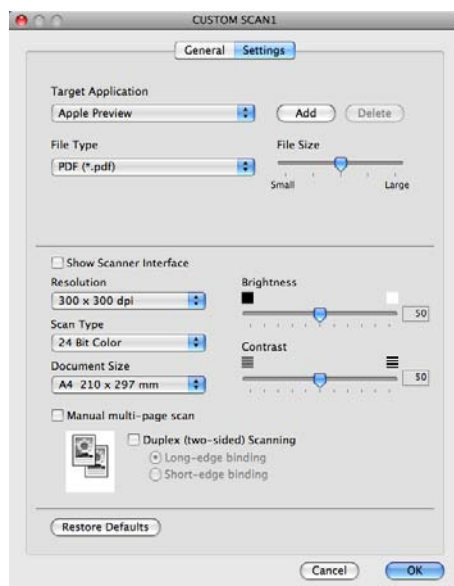 CUSTOM SCAN1
General Settings
Target Application
Apple Preview Add Delete
File Type File Size
PDF (*.pdf)
Small Large
Show Scanner Interface
Resolution Brightness
300 x 300 dpi 50
Scan Type
24 Bit Color Contrast
Document Size
A4 210 x 297 mm 50
Manual multi-page scan
Duplex (two-sided) Scanning
Long-edge binding
Short-edge binding
Restore Defaults
Cancel OK